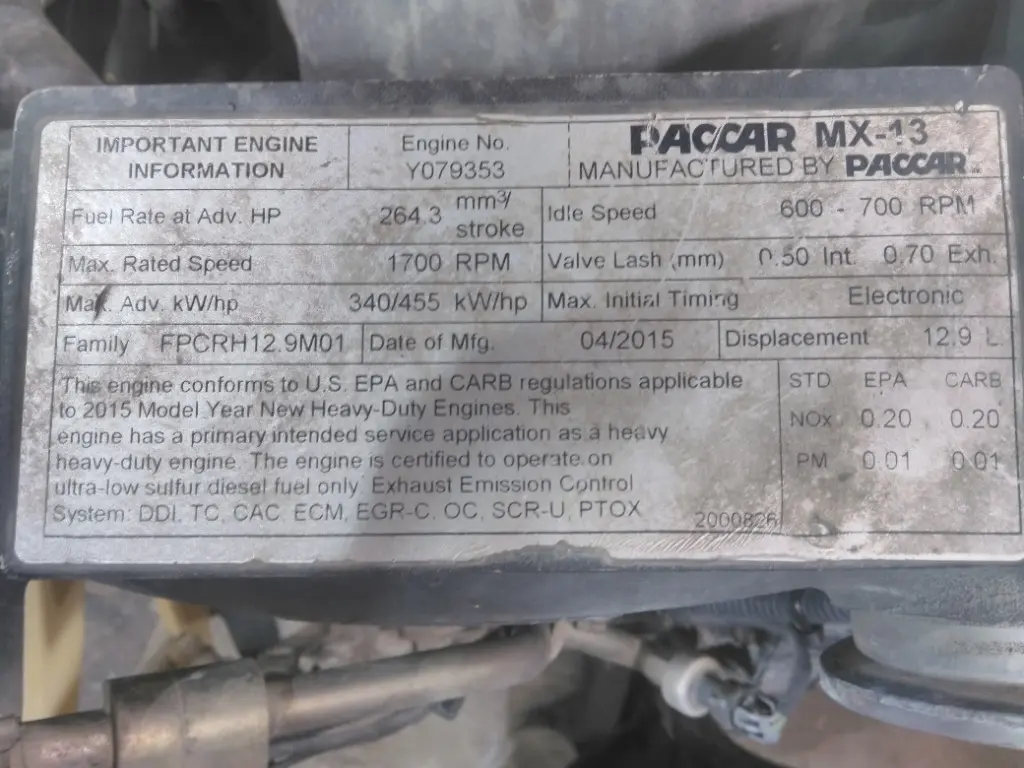 IMPORTANT ENGINE INFORMATION
Engine No. Y079353
PACCAR MX-13
MANUFACTURED BY PACCAR
Fuel Rate at Adv. HP 264.3 mm3/ stroke
Idle Speed 600 - 700 RPM
Max. Rated Speed 1700 RPM
Valve Lash (mm) 0.50 Int. 0.70 Exh.
Max. Adv. kW/hp 340/455 kW/hp
Max. Initial Timing Electronic
Family FPCRH12.9M01
Date of Mfg. 04/2015
Displacement 12.9 L
This engine conforms to U.S. EPA and CARB regulations applicable
to 2015 Model Year New Heavy-Duty Engines. This
engine has a primary intended service application as a heavy
heavy-duty engine. The engine is certified to operate on
ultra-low sulfur diesel fuel only. Exhaust Emission Control
System: DDI, TC, CAC, ECM, EGR-C, OC, SCR-U, PTOX
2000826
STD EPA CARB
NOx 0.20 0.20
PM 0.01 0.01